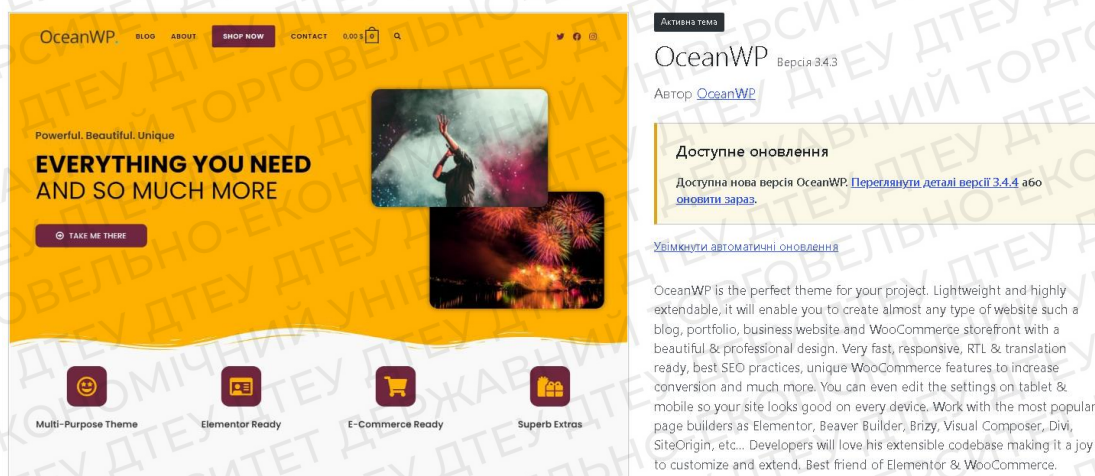 OceanWP. BLOG ABOUT SHOP NOW CONTACT 0,00 $ 0
Powerful. Beautiful. Unique
EVERYTHING YOU NEED
AND SO MUCH MORE
TAKE ME THERE
Multi-Purpose Theme Elementor Ready E-Commerce Ready Superb Extras
Активна тема
OceanWP Версія 3.4.3
Автор OceanWP
Доступне оновлення
Доступна нова версія OceanWP. Переглянути деталі версії 3.4.4 або
оновити зараз.
Увімкнути автоматичні оновлення
OceanWP is the perfect theme for your project. Lightweight and highly
extendable, it will enable you to create almost any type of website such a
blog, portfolio, business website and WooCommerce storefront with a
beautiful & professional design. Very fast, responsive, RTL & translation
ready, best SEO practices, unique WooCommerce features to increase
conversion and much more. You can even edit the settings on tablet &
mobile so your site looks good on every device. Work with the most popular
page builders as Elementor, Beaver Builder, Brizy, Visual Composer, Divi,
SiteOrigin, etc... Developers will love his extensible codebase making it a joy
to customize and extend. Best friend of Elementor & WooCommerce.